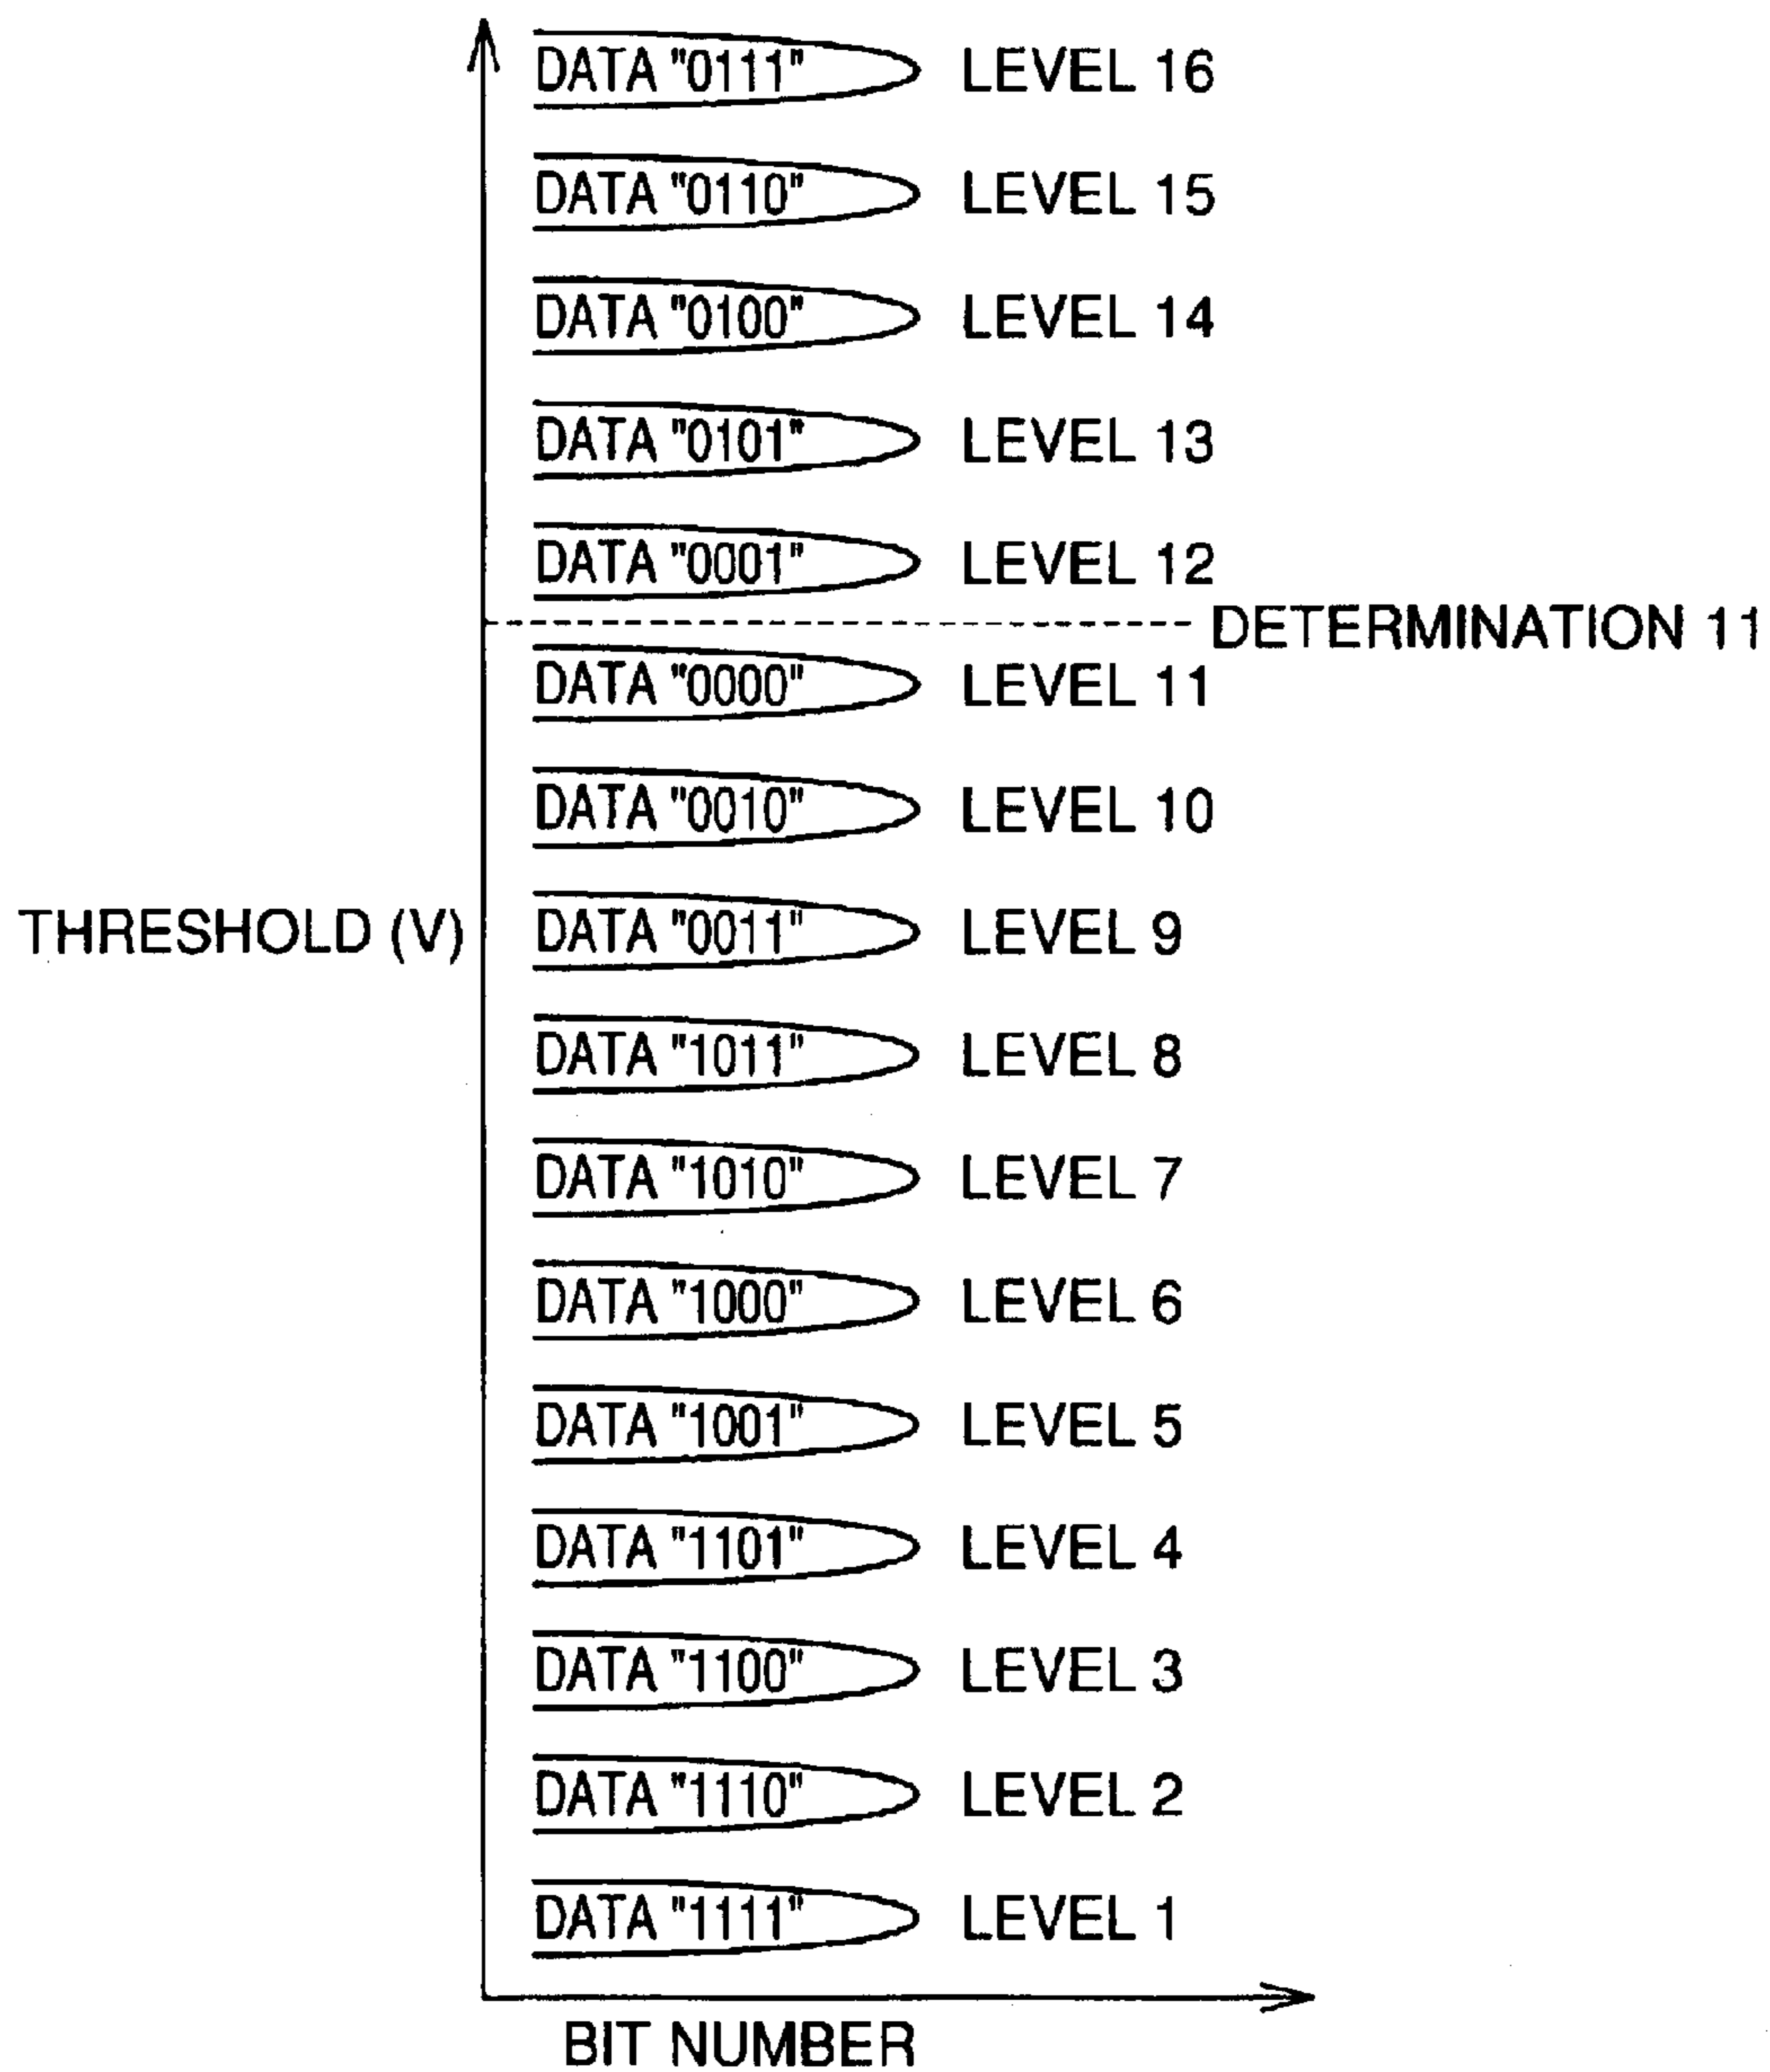 DATA "0111" LEVEL 16
DATA "0110" LEVEL 15
DATA "0100" LEVEL 14
DATA "0101" LEVEL 13
DATA "0001" LEVEL 12
DETERMINATION 11
DATA "0000" LEVEL 11
DATA "0010" LEVEL 10
THRESHOLD (V) DATA "0011" LEVEL 9
DATA "1011" LEVEL 8
DATA "1010" LEVEL 7
DATA "1000" LEVEL 6
DATA "1001" LEVEL 5
DATA "1101" LEVEL 4
DATA "1100" LEVEL 3
DATA "1110" LEVEL 2
DATA "1111" LEVEL 1
BIT NUMBER